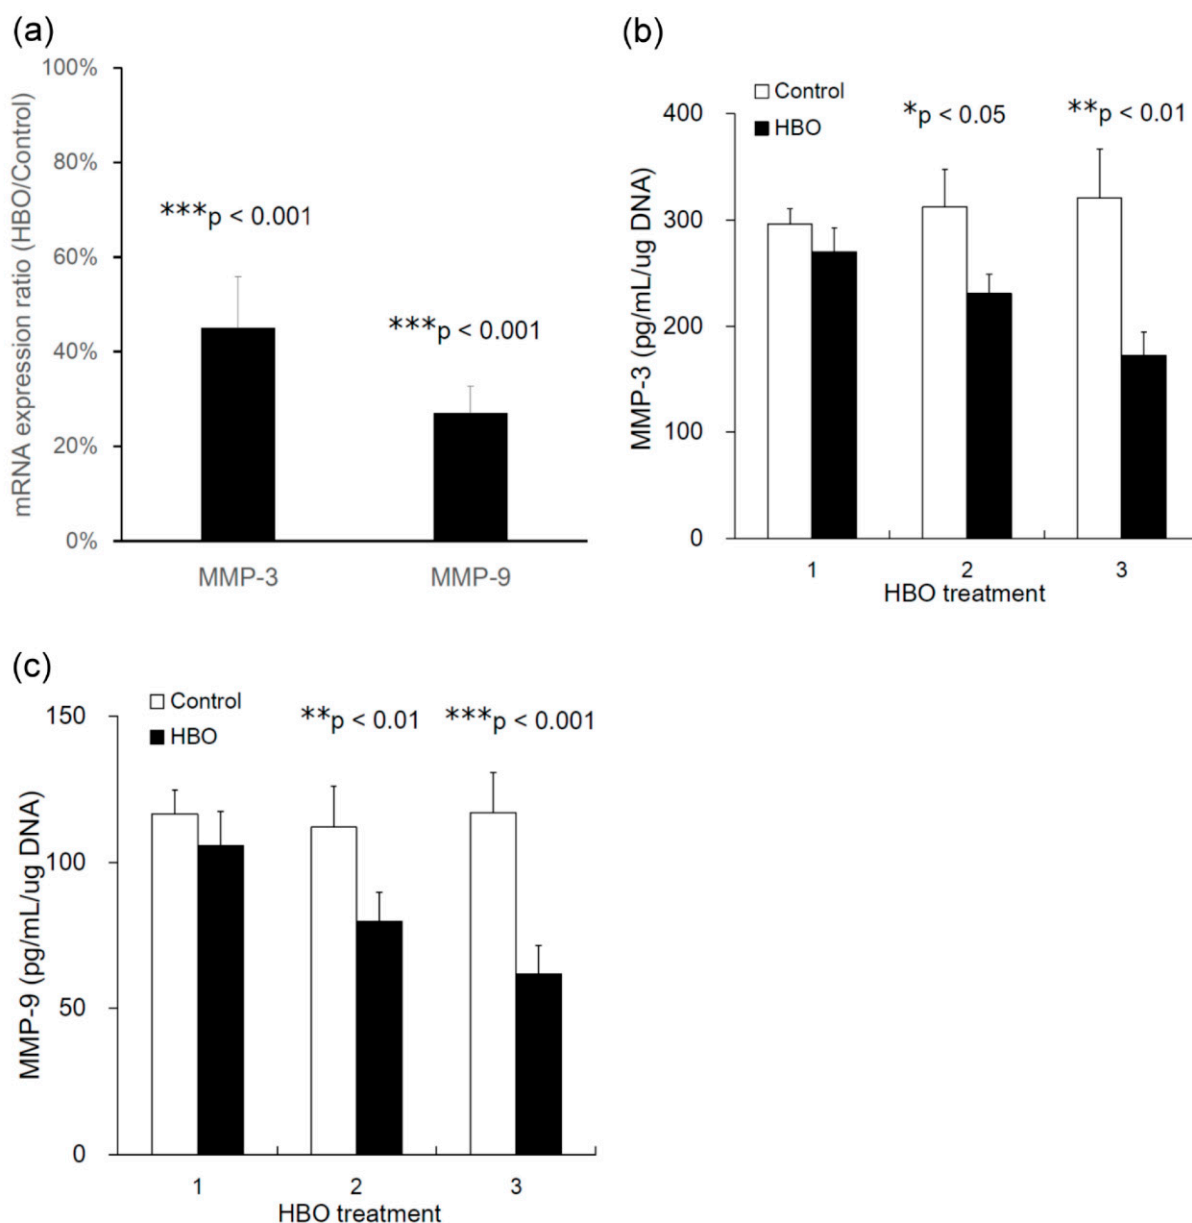 (a)
100%
80%
60%
40%
20%
0%
mRNA expression ratio (HBO/Control)
***p < 0.001
***p < 0.001
MMP-3
MMP-9
(b)
Control
HBO
*p < 0.05
**p < 0.01
400
300
200
100
0
MMP-3 (pg/mL/ug DNA)
1
2
3
HBO treatment
(c)
Control
HBO
**p < 0.01
***p < 0.001
150
100
50
0
MMP-9 (pg/mL/ug DNA)
1
2
3
HBO treatment